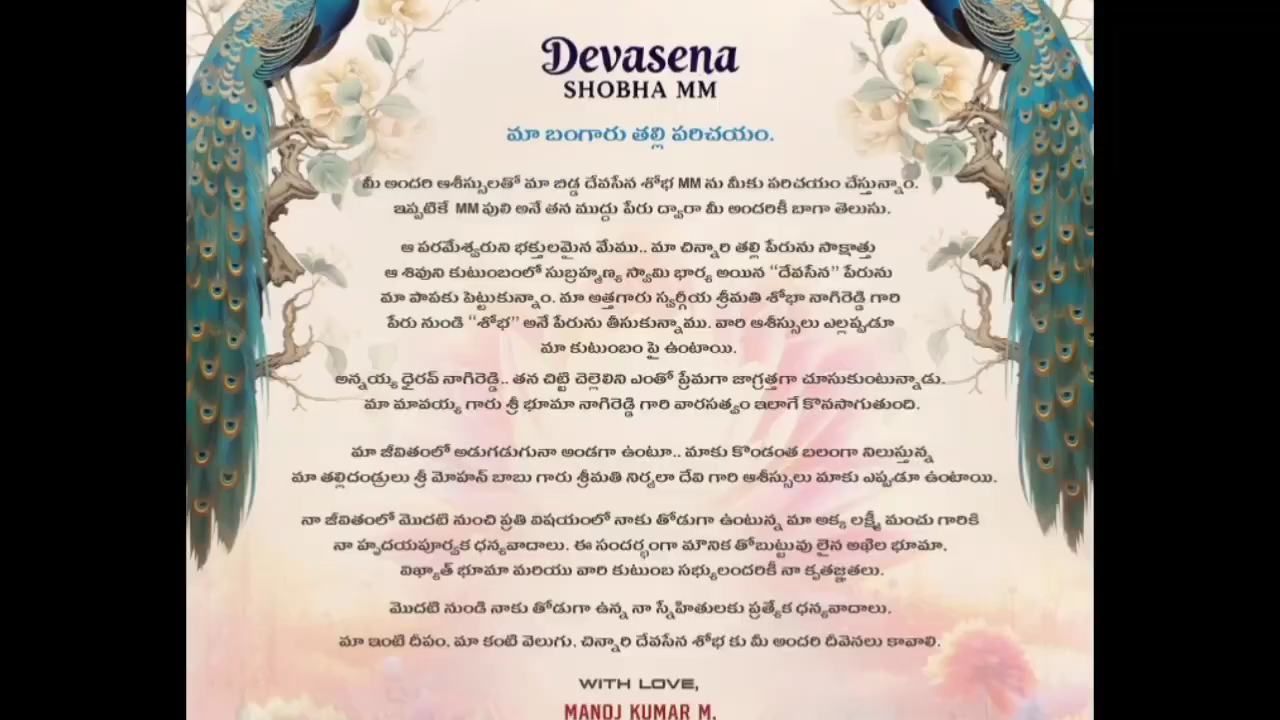 Devasena
SHOBHA MM
మా బంగారు తల్లి పరిచయం.
మీ అందరి ఆశీస్సులతో మా బిడ్డ దేవసేన శోభ MM ను మీకు పరిచయం చేస్తున్నాం.
ఇప్పటికే MM పులి అనే తన ముద్దు పేరు ద్వారా మీ అందరికీ బాగా తెలుసు.
ఆ పరమేశ్వరుని భక్తులమైన మేము.. మా చిన్నారి తల్లి పేరును సాక్షాత్తు
ఆ శివుని కుటుంబంలో సుబ్రహ్మణ్య స్వామి భార్య అయిన “దేవసేన” పేరును
మా పాపకు పెట్టుకున్నాం. మా అత్తగారు స్వర్గీయ శ్రీమతి శోభా నాగిరెడ్డి గారి
పేరు నుండి “శోభ” అనే పేరును తీసుకున్నాము. వారి ఆశీస్సులు ఎల్లప్పుడూ
మా కుటుంబం పై ఉంటాయి.
అన్నయ్య ధైరవ్ నాగిరెడ్డి.. తన చిట్టి చెల్లెలిని ఎంతో ప్రేమగా జాగ్రత్తగా చూసుకుంటున్నాడు.
మా మావయ్య గారు శ్రీ భూమా నాగిరెడ్డి గారి వారసత్వం ఇలాగే కొనసాగుతుంది.
మా జీవితంలో అడుగడుగునా అండగా ఉంటూ.. మాకు కొండంత బలంగా నిలుస్తున్న
మా తల్లిదండ్రులు శ్రీ మోహన్ బాబు గారు శ్రీమతి నిర్మలా దేవి గారి ఆశీస్సులు మాకు ఎప్పుడూ ఉంటాయి.
నా జీవితంలో మొదటి నుంచి ప్రతి విషయంలో నాకు తోడుగా ఉంటున్న మా అక్క లక్ష్మీ మంచు గారికి
నా హృదయపూర్వక ధన్యవాదాలు. ఈ సందర్భంగా మౌనిక తోబుట్టువు లైన అఖిల భూమా,
విఖ్యాత్ భూమా మరియు వారి కుటుంబ సభ్యులందరికీ నా కృతజ్ఞతలు.
మొదటి నుండి నాకు తోడుగా ఉన్న నా స్నేహితులకు ప్రత్యేక ధన్యవాదాలు.
మా ఇంటి దీపం, మా కంటి వెలుగు, చిన్నారి దేవసేన శోభ కు మీ అందరి దీవెనలు కావాలి.
WITH LOVE,
MANOJ KUMAR M.